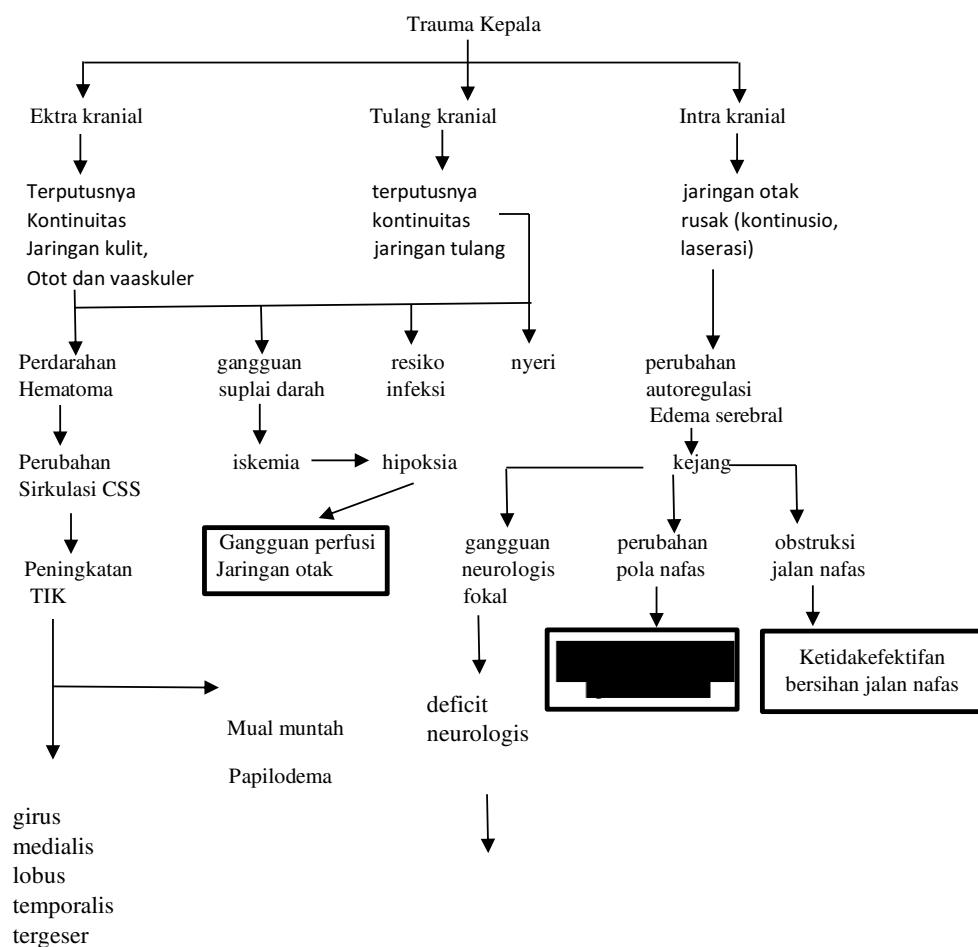 Trauma Kepala
Ektra kranial
Tulang kranial
Intra kranial
Terputusnya
Kontinuitas
Jaringan kulit,
Otot dan vaaskuler
terputusnya
kontinuitas
jaringan tulang
jaringan otak
rusak (kontinusio,
laserasi)
Perdarahan
Hematoma
gangguan
suplai darah
resiko
infeksi
nyeri
perubahan
autoregulasi
Edema serebral
Perubahan
Sirkulasi CSS
iskemia
hipoksia
kejang
Peningkatan
TIK
Gangguan perfusi
Jaringan otak
gangguan
neurologis
fokal
perubahan
pola nafas
obstruksi
jalan nafas
Ketidakefektifan
bersihan jalan nafas
deficit
neurologis
Mual muntah
Papilodema
girus
medialis
lobus
temporalis
tergeser